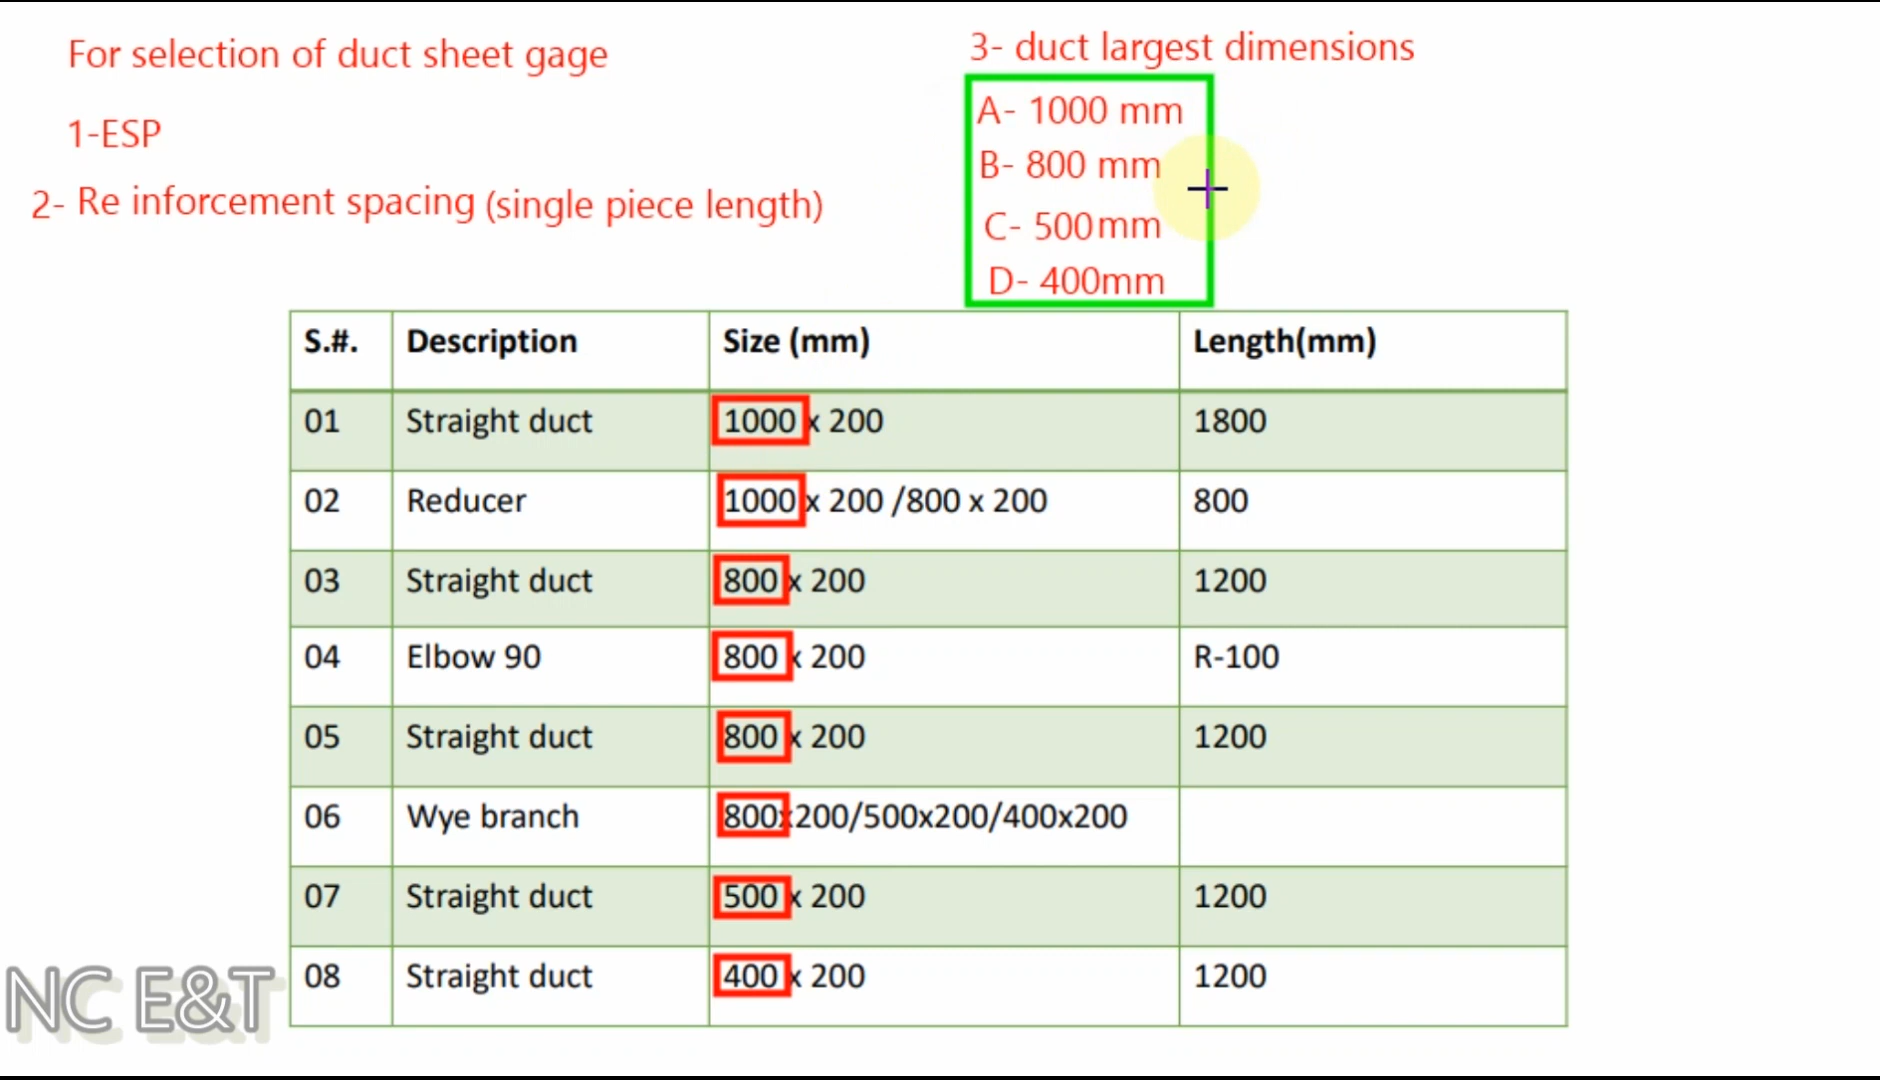 For selection of duct sheet gage
1-ESP
2- Re inforcement spacing (single piece length)
3- duct largest dimensions
A- 1000 mm
B- 800 mm
C- 500mm
D- 400mm
S.#. Description Size (mm) Length(mm)
01 Straight duct 1000 x 200 1800
02 Reducer 1000 x 200 /800 x 200 800
03 Straight duct 800 x 200 1200
04 Elbow 90 800 x 200 R-100
05 Straight duct 800 x 200 1200
06 Wye branch 800x200/500x200/400x200
07 Straight duct 500 x 200 1200
08 Straight duct 400 x 200 1200
NC E&T